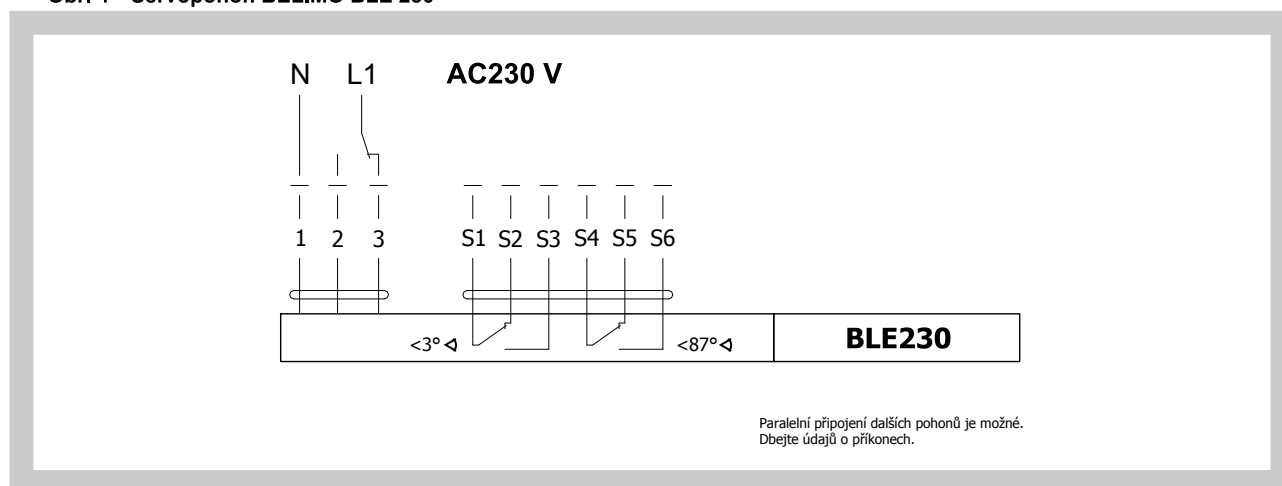 N L1 AC230 V
1 2 3 S1 S2 S3 S4 S5 S6
<3° <87° BLE230
Paralelní připojení dalších pohonů je možné.
Dbejte údajů o příkonech.